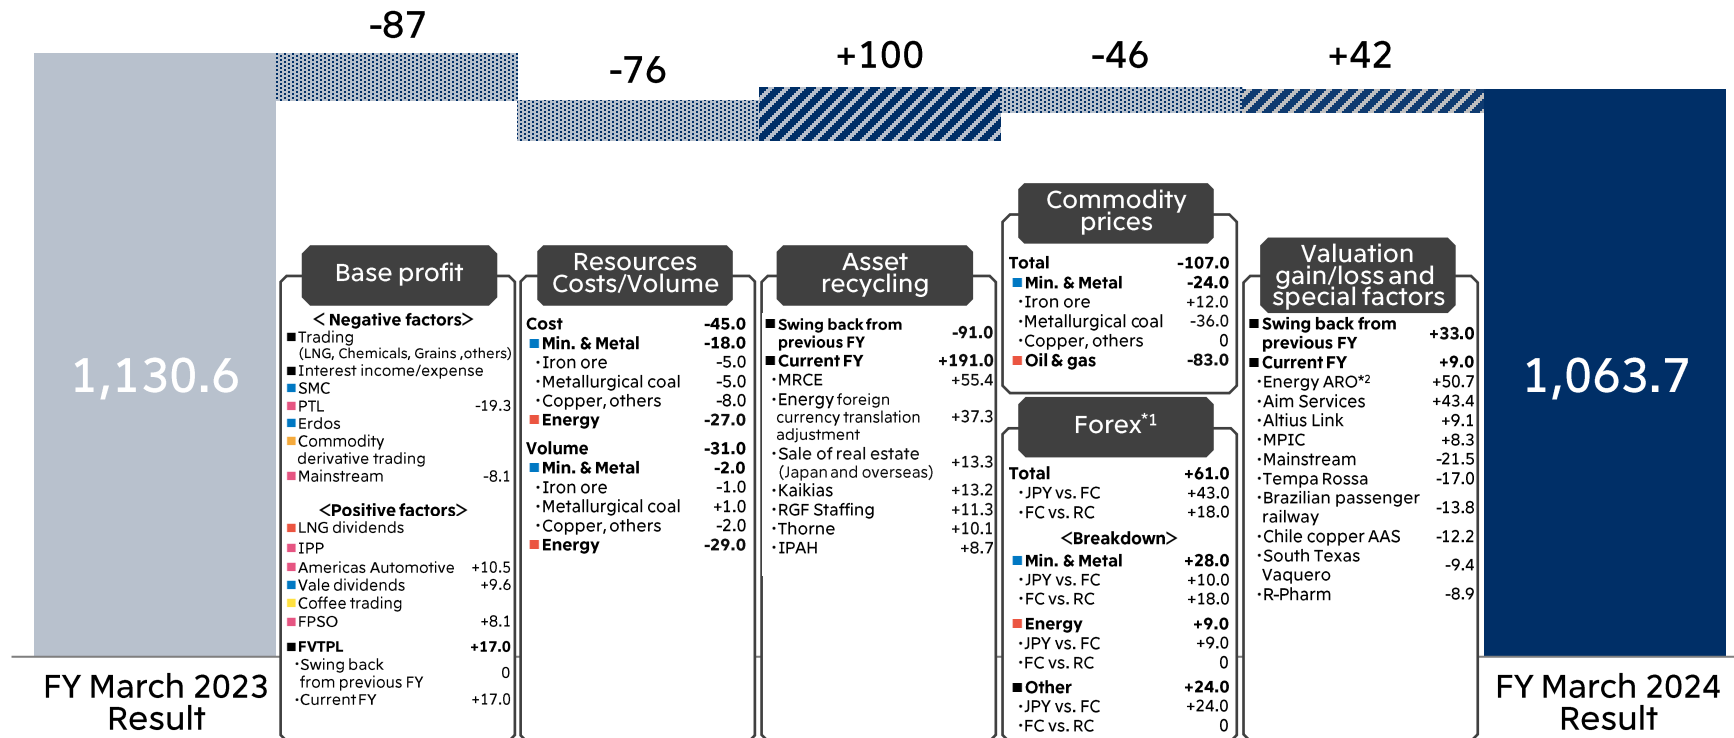 -87
-76
+100
-46
+42
1,130.6
1,063.7
Base profit
<Negative factors>
Trading
(LNG, Chemicals, Grains ,others)
Interest income/expense
SMC
PTL -19.3
Erdos
Commodity
derivative trading
Mainstream -8.1
<Positive factors>
LNG dividends
IPP
Americas Automotive +10.5
Vale dividends +9.6
Coffee trading
FPSO +8.1
FVTPL +17.0
・Swing back
from previous FY 0
・Current FY +17.0
Resources
Costs/Volume
Cost -45.0
Min. & Metal -18.0
・Iron ore -5.0
・Metallurgical coal -5.0
・Copper, others -8.0
Energy -27.0
Volume -31.0
Min. & Metal -2.0
・Iron ore -1.0
・Metallurgical coal +1.0
・Copper, others -2.0
Energy -29.0
Asset
recycling
Swing back from
previous FY -91.0
Current FY +191.0
・MRCE +55.4
・Energy foreign
currency translation +37.3
adjustment
・Sale of real estate
(Japan and overseas) +13.3
・Kaikias +13.2
・RGF Staffing +11.3
・Thorne +10.1
・IPAH +8.7
Commodity
prices
Total -107.0
Min. & Metal -24.0
・Iron ore +12.0
・Metallurgical coal -36.0
・Copper, others 0
Oil & gas -83.0
Forex*1
Total +61.0
・JPY vs. FC +43.0
・FC vs. RC +18.0
<Breakdown>
Min. & Metal +28.0
・JPY vs. FC +10.0
・FC vs. RC +18.0
Energy +9.0
・JPY vs. FC +9.0
・FC vs. RC 0
Other +24.0
・JPY vs. FC +24.0
・FC vs. RC 0
Valuation
gain/loss and
special factors
Swing back from
previous FY +33.0
Current FY +9.0
・Energy ARO*2 +50.7
・Aim Services +43.4
・Altius Link +9.1
・MPIC +8.3
・Mainstream -21.5
・Tempa Rossa -17.0
・Brazilian passenger
railway -13.8
・Chile copper AAS -12.2
・South Texas
Vaquero -9.4
・R-Pharm -8.9
FY March 2023
Result
FY March 2024
Result